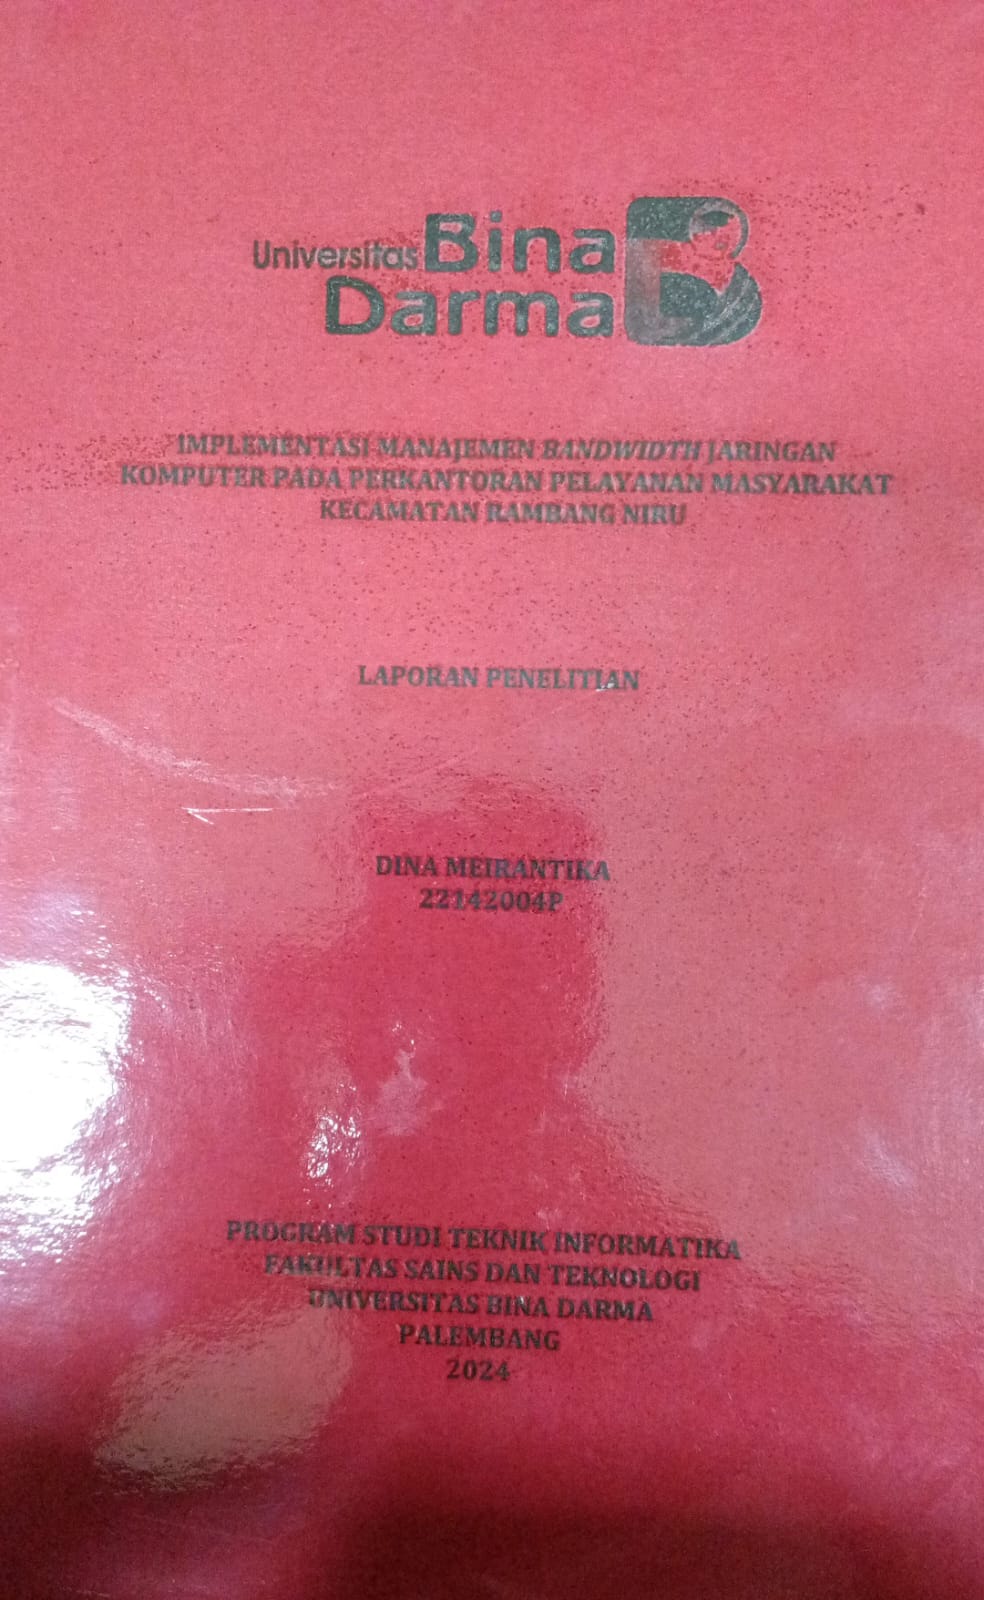 Universitas Bina
Darma
IMPLEMENTASI MANAJEMEN BANDWIDTH JARINGAN
KOMPUTER PADA PERKANTORAN PELAYANAN MASYARAKAT
KECAMATAN RAMBANG NIRU
LAPORAN PENELITIAN
DINA MEIRANTIKA
22142004P
PROGRAM STUDI TEKNIK INFORMATIKA
FAKULTAS SAINS DAN TEKNOLOGI
UNIVERSITAS BINA DARMA
PALEMBANG
2024